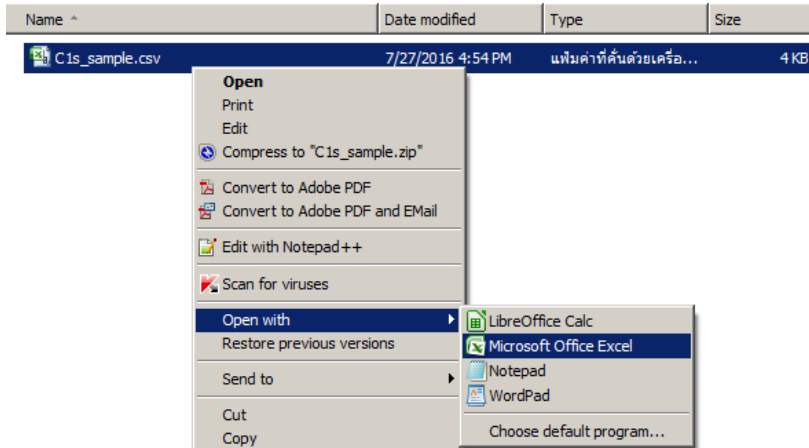 Name Date modified Type Size
C1s_sample.csv 7/27/2016 4:54 PM แฟ้มค่าที่คั่นด้วยเครื่อ... 4 KB
Open
Print
Edit
Compress to "C1s_sample.zip"
Convert to Adobe PDF
Convert to Adobe PDF and EMail
Edit with Notepad++
Scan for viruses
Open with
Restore previous versions
Send to
Cut
Copy
LibreOffice Calc
Microsoft Office Excel
Notepad
WordPad
Choose default program...